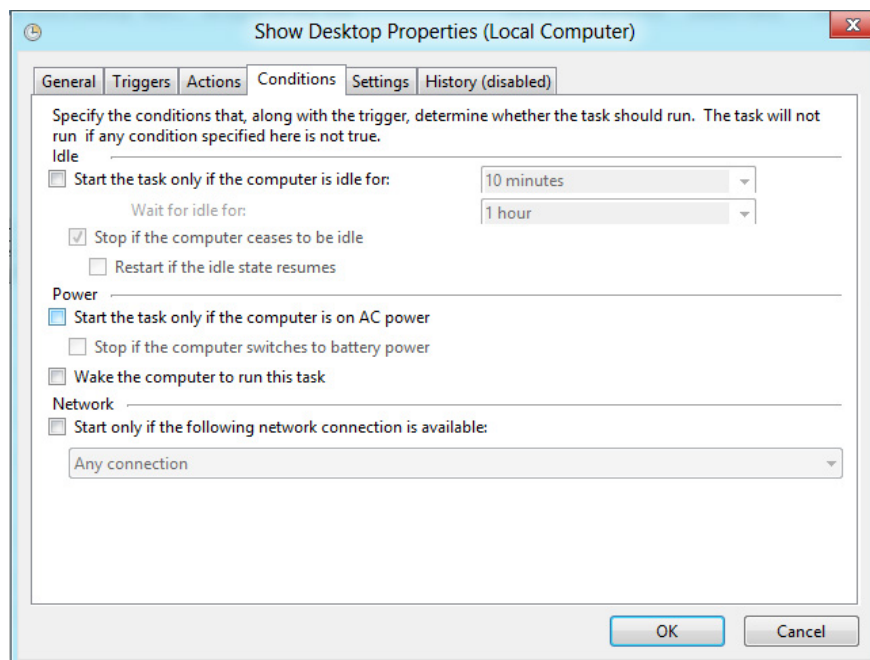 Show Desktop Properties (Local Computer)
General Triggers Actions Conditions Settings History (disabled)
Specify the conditions that, along with the trigger, determine whether the task should run. The task will not
run if any condition specified here is not true.
Idle
Start the task only if the computer is idle for: 10 minutes
Wait for idle for: 1 hour
Stop if the computer ceases to be idle
Restart if the idle state resumes
Power
Start the task only if the computer is on AC power
Stop if the computer switches to battery power
Wake the computer to run this task
Network
Start only if the following network connection is available:
Any connection
OK Cancel